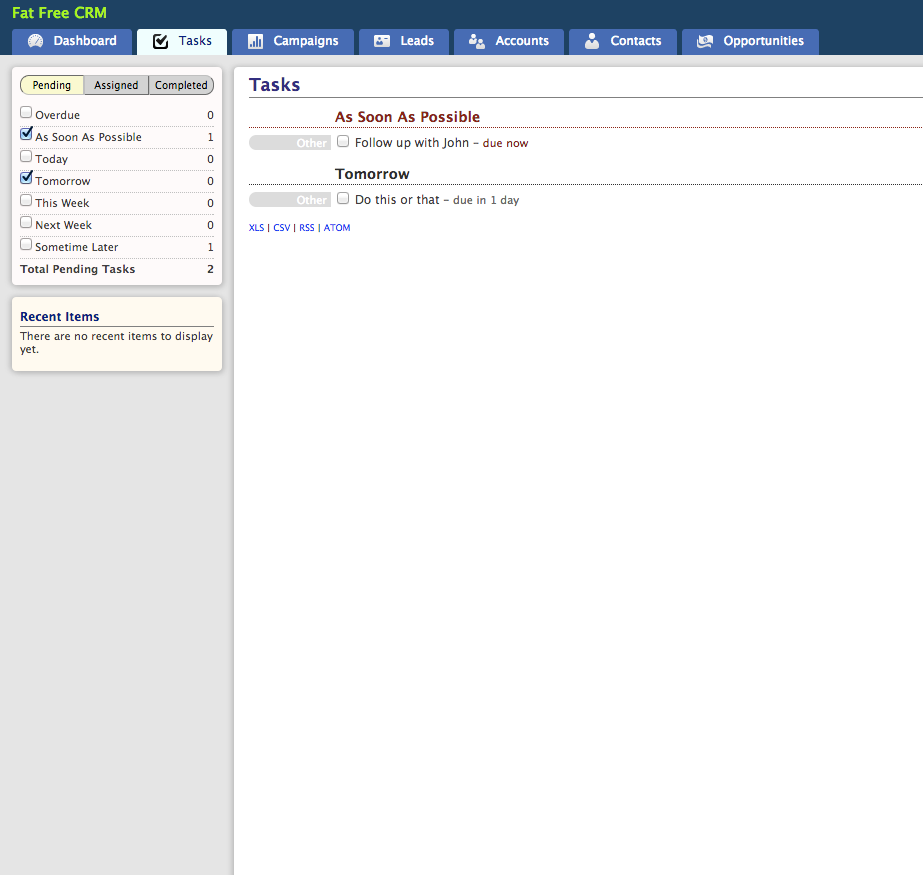 Fat Free CRM
Dashboard Tasks Campaigns Leads Accounts Contacts Opportunities
Pending Assigned Completed
Overdue 0
As Soon As Possible 1
Today 0
Tomorrow 0
This Week 0
Next Week 0
Sometime Later 1
Total Pending Tasks 2
Recent Items
There are no recent items to display
yet.
Tasks
As Soon As Possible
Other Follow up with John – due now
Tomorrow
Other Do this or that – due in 1 day
XLS | CSV | RSS | ATOM